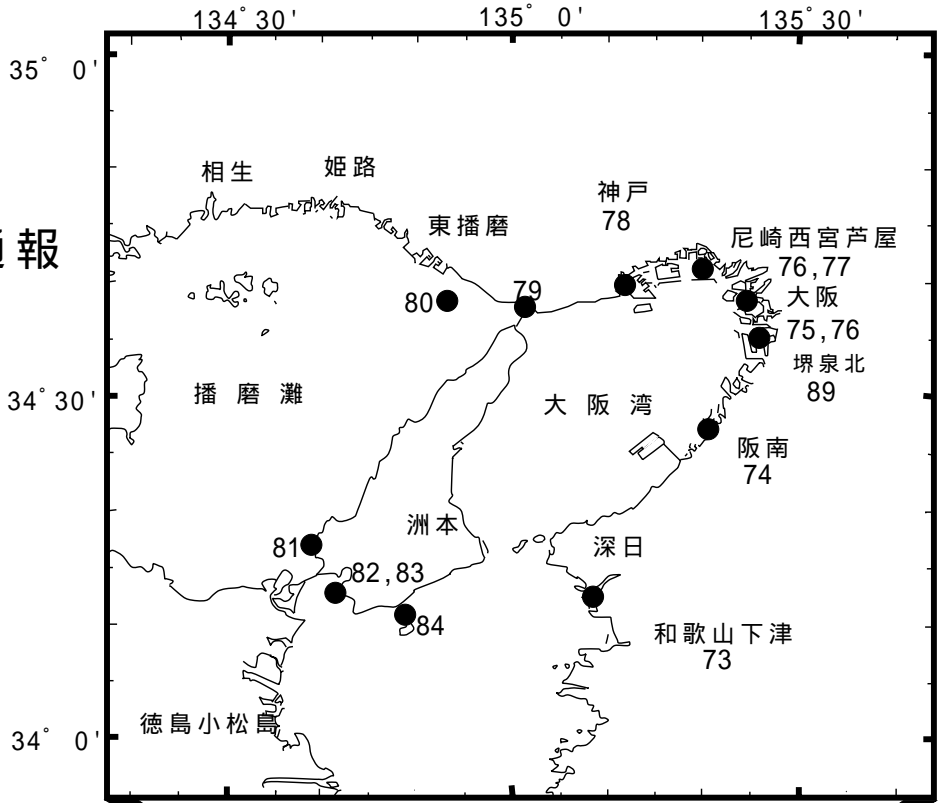 134° 30'
135° 0'
135° 30'
35° 0'
相生
姫路
神戸
78
東播磨
報
尼崎西宮芦屋
76,77
79
80
大阪
75,76
堺泉北
89
34° 30'
播磨灘
大阪湾
阪南
74
洲本
81
深日
82,83
84
和歌山下津
73
徳島小松島
34° 0'